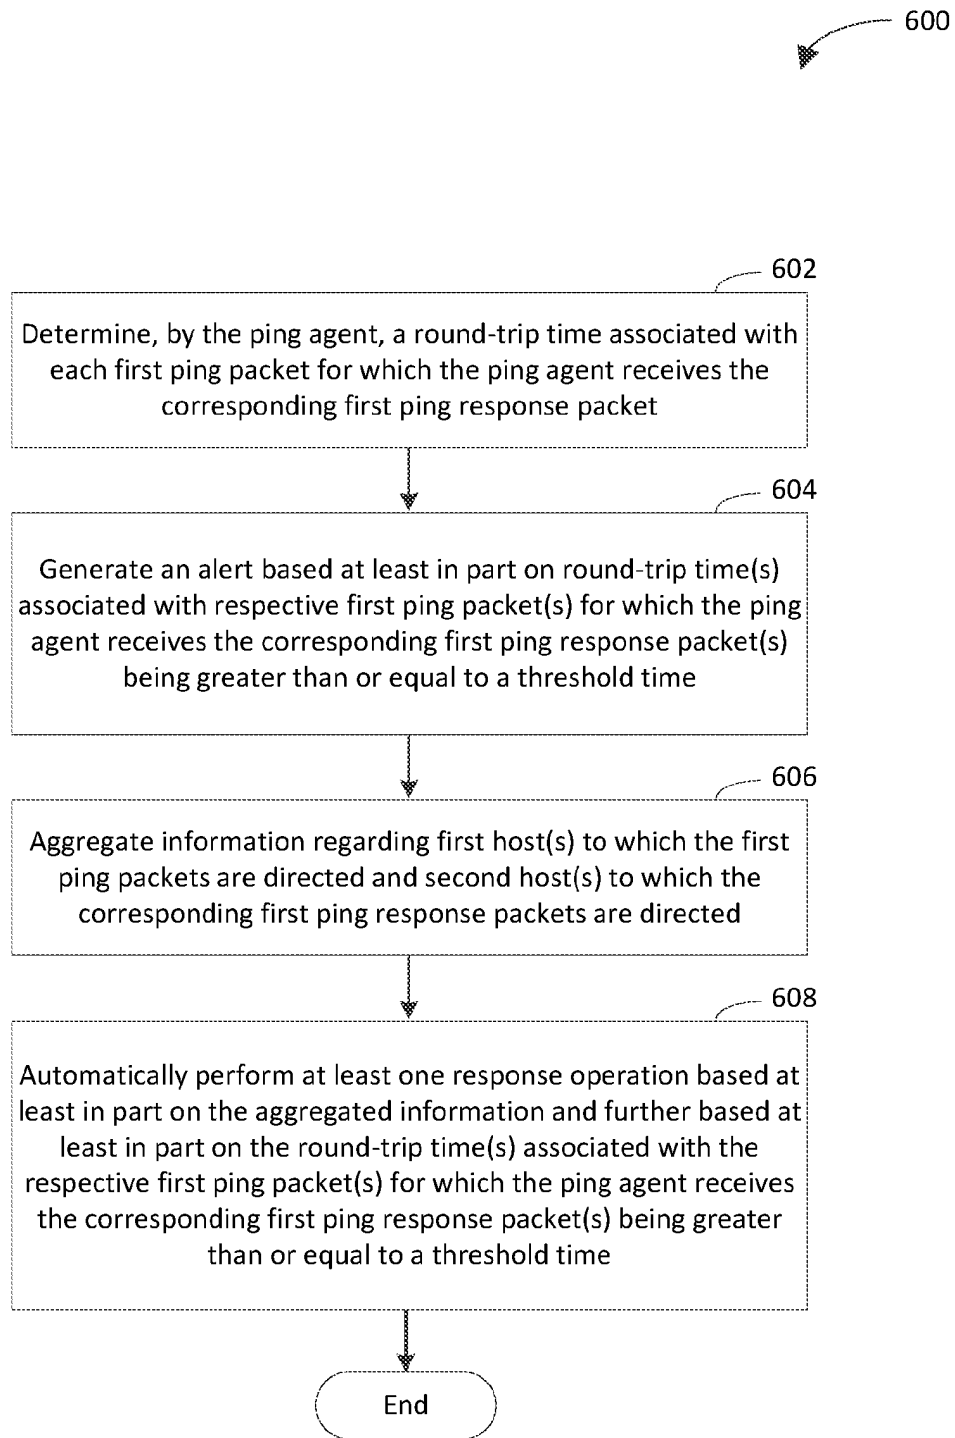 600
602
Determine, by the ping agent, a round-trip time associated with
each first ping packet for which the ping agent receives the
corresponding first ping response packet
604
Generate an alert based at least in part on round-trip time(s)
associated with respective first ping packet(s) for which the ping
agent receives the corresponding first ping response packet(s)
being greater than or equal to a threshold time
606
Aggregate information regarding first host(s) to which the first
ping packets are directed and second host(s) to which the
corresponding first ping response packets are directed
608
Automatically perform at least one response operation based at
least in part on the aggregated information and further based at
least in part on the round-trip time(s) associated with the
respective first ping packet(s) for which the ping agent receives
the corresponding first ping response packet(s) being greater
than or equal to a threshold time
End